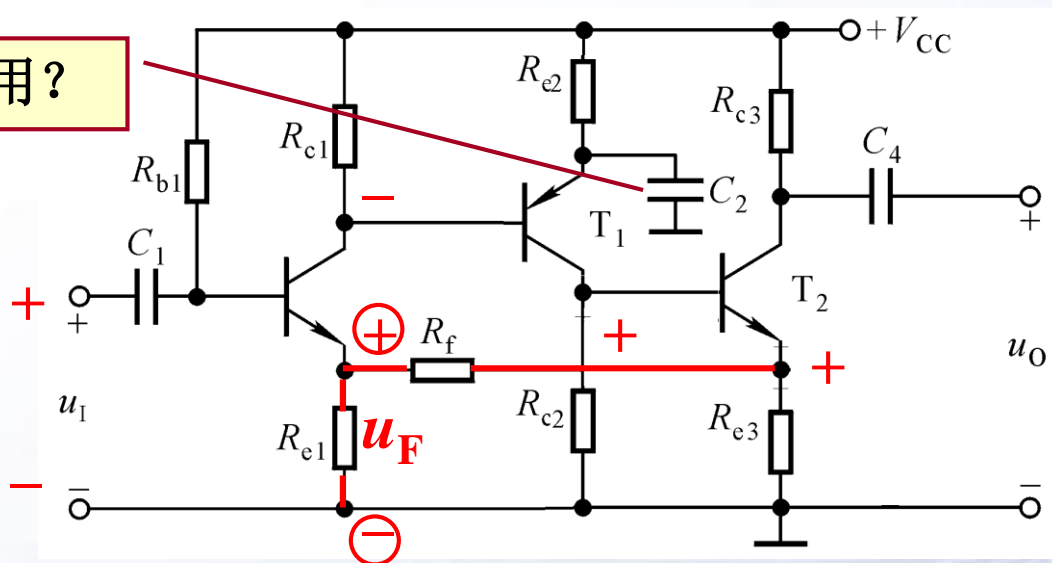 用？
+ VCC
Re2
Rc1
Rc3
Rb1
C4
−
C2
T1
+
C1
T2
+
+
+
Rf
+
+
uO
uI
Rc2
Re1
uF
Re3
−
−
−
−